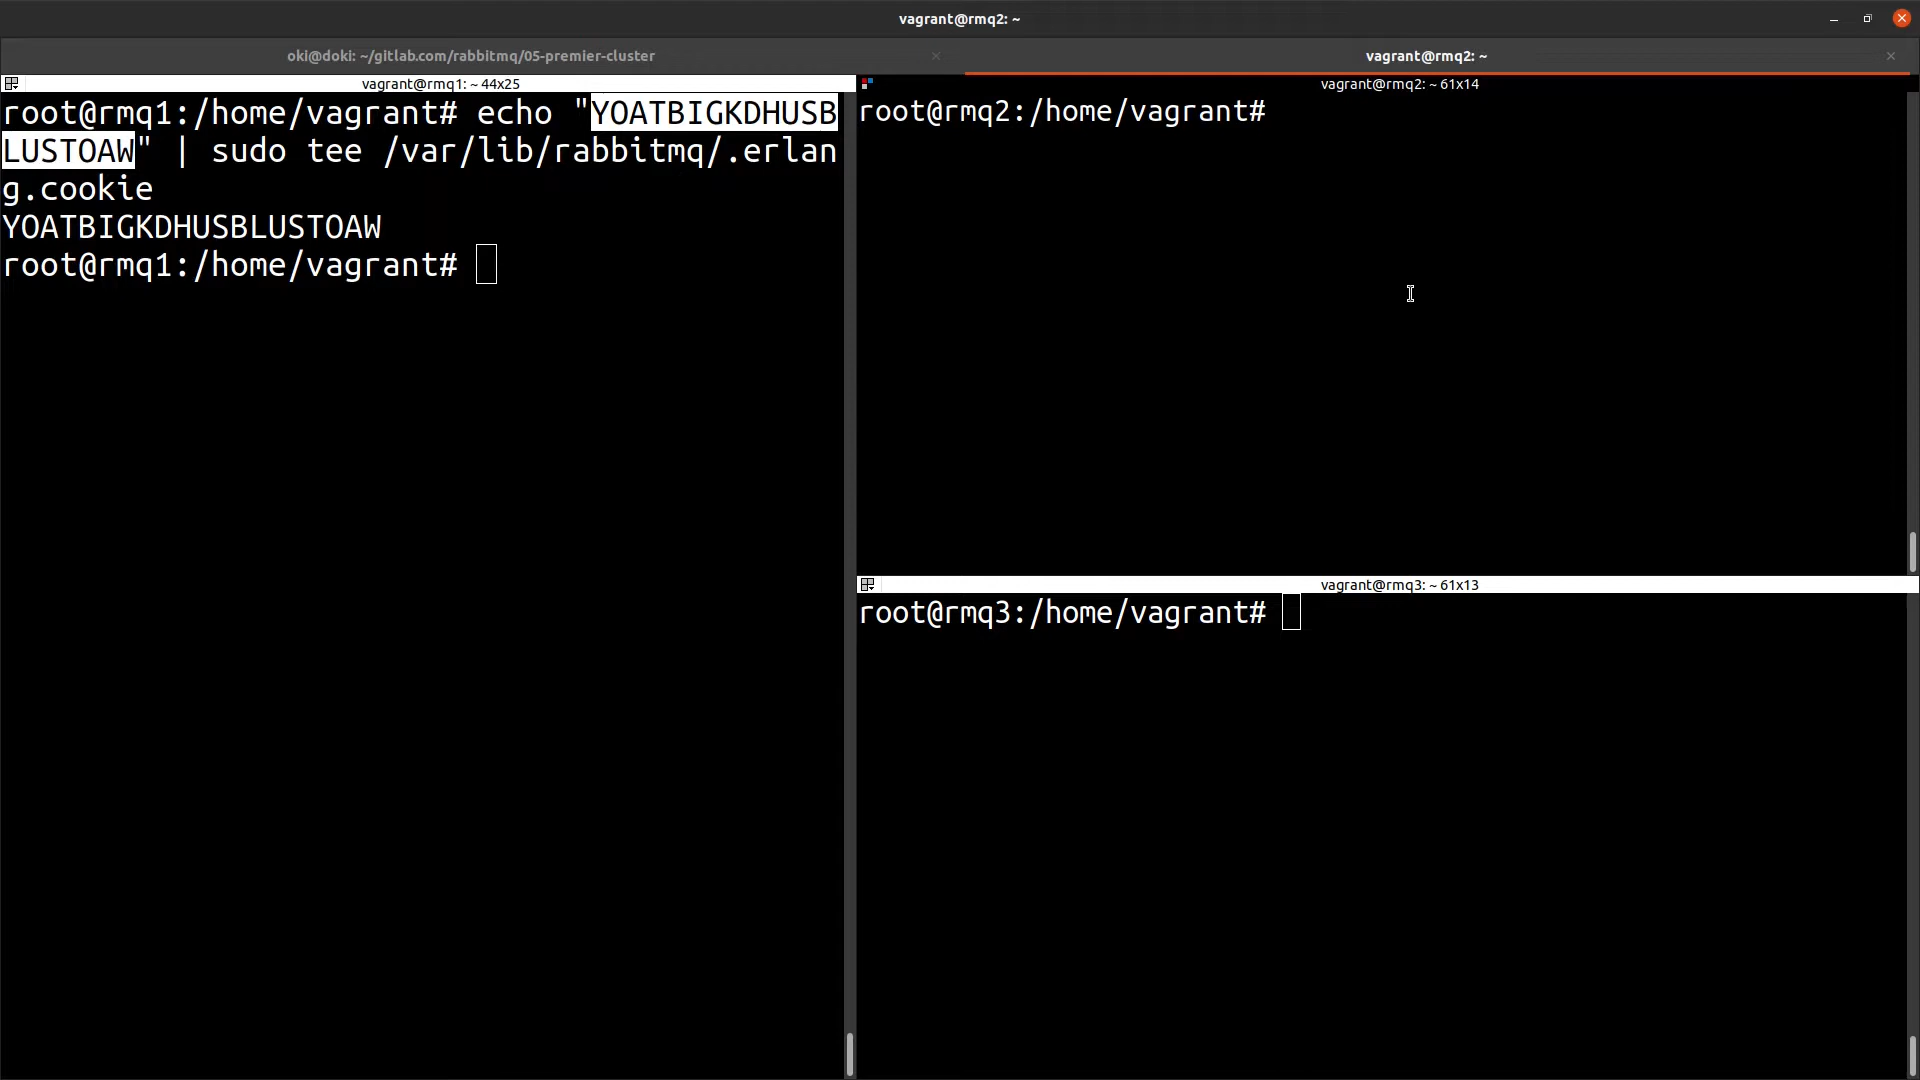 vagrant@rmq2: ~
oki@doki: ~/gitlab.com/rabbitmq/05-premier-cluster
vagrant@rmq2: ~
vagrant@rmq1: ~ 44x25
root@rmq1:/home/vagrant# echo "YOATBIGKDHUSB
LUSTOAW" | sudo tee /var/lib/rabbitmq/.erlan
g.cookie
YOATBIGKDHUSBLUSTOAW
root@rmq1:/home/vagrant#
vagrant@rmq2: ~ 61x14
root@rmq2:/home/vagrant#
vagrant@rmq3: ~ 61x13
root@rmq3:/home/vagrant#